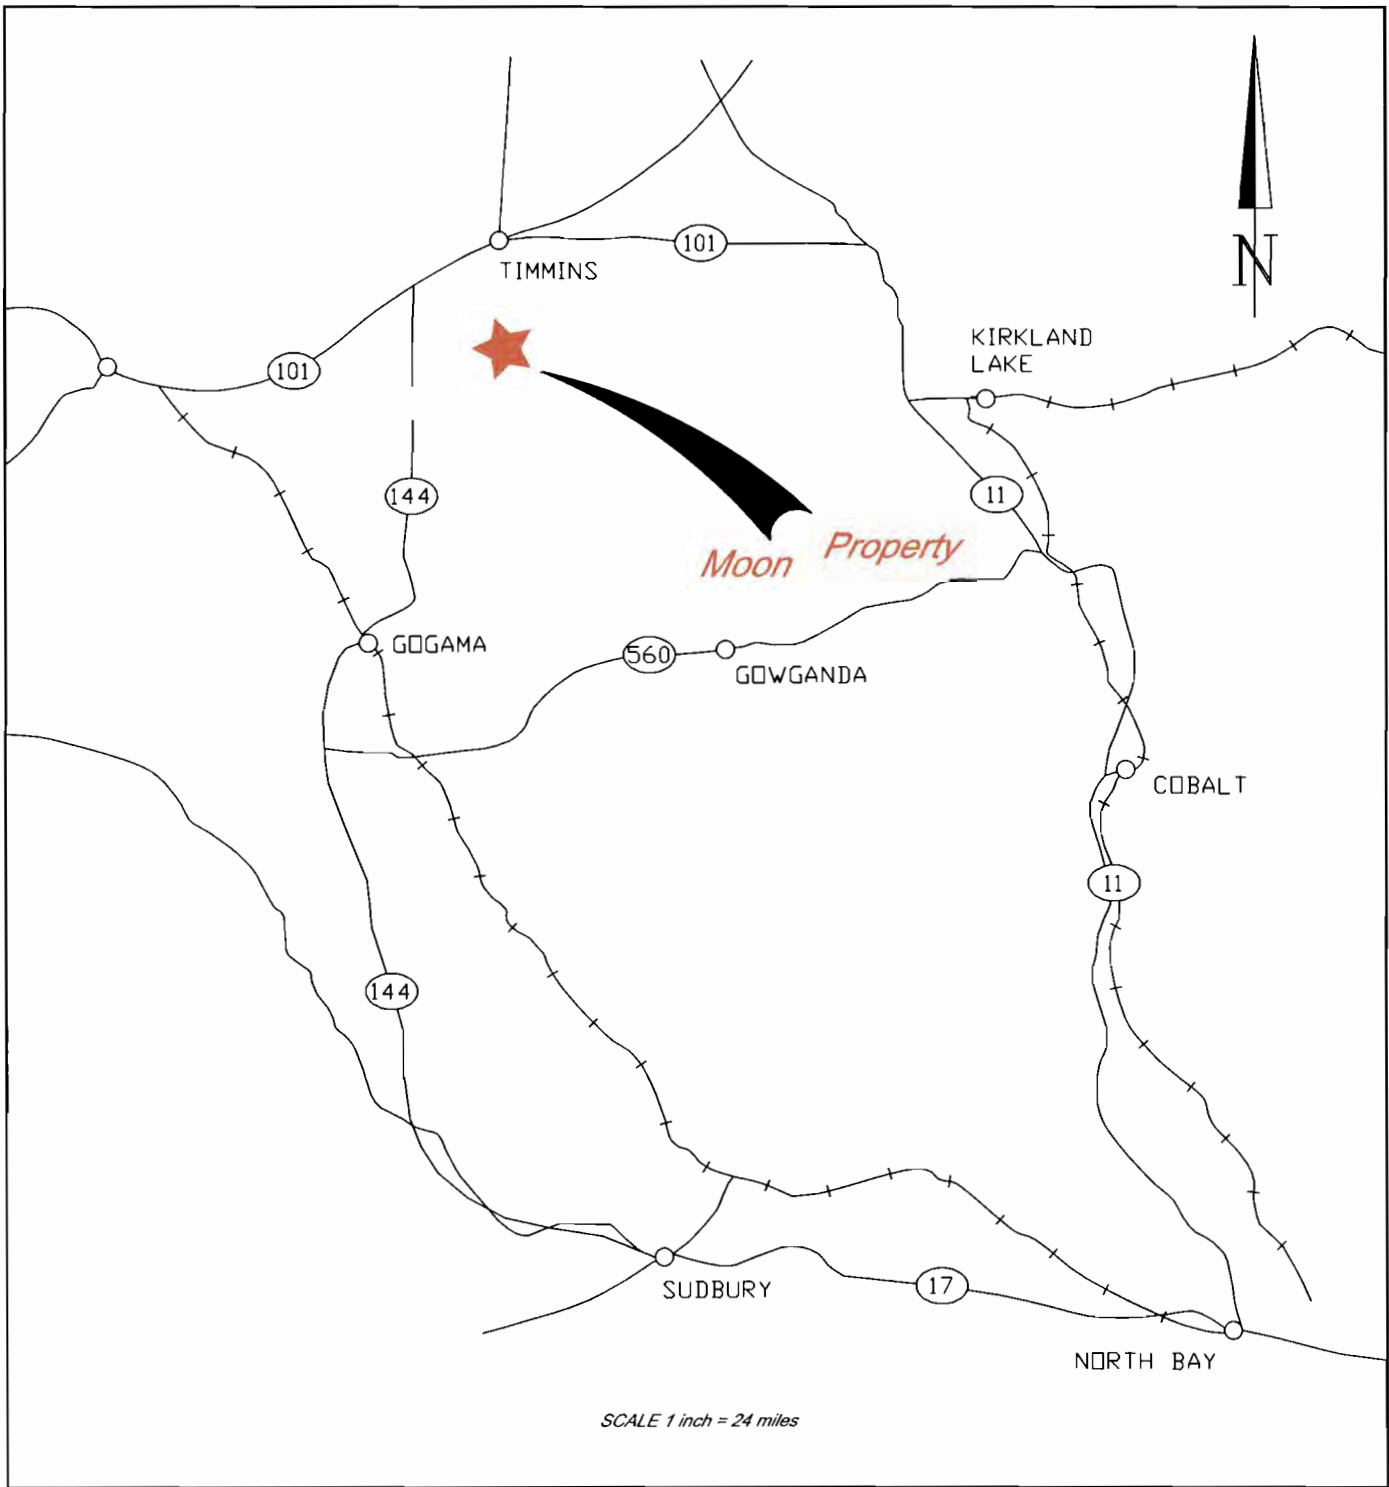 101
TIMMINS
N
KIRKLAND
LAKE
101
144
11
Moon Property
GOGAMA
560
GOWGANDA
COBALT
11
144
SUDBURY
17
NORTH BAY
SCALE 1 inch = 24 miles